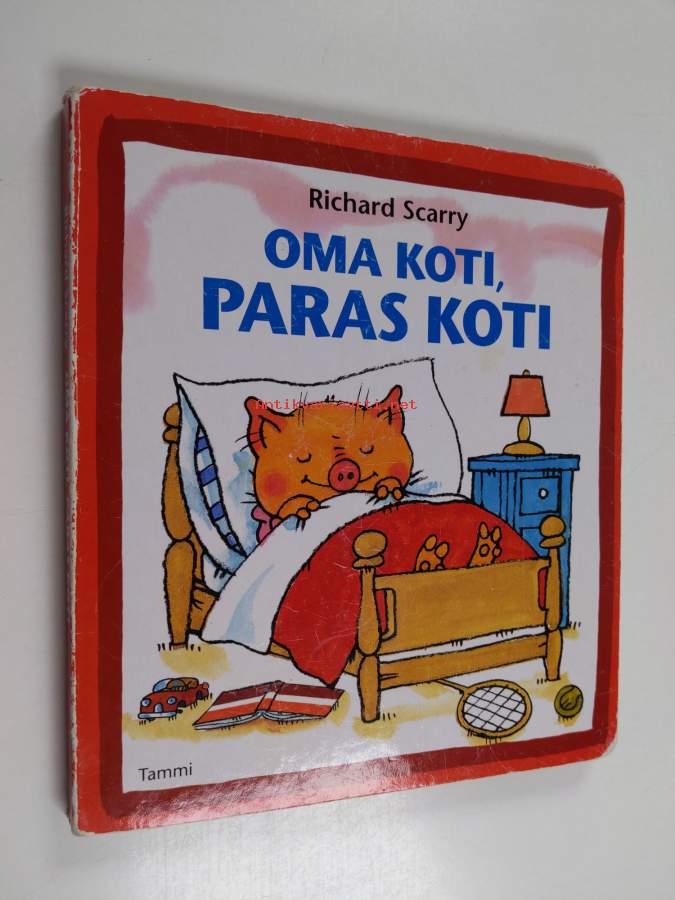 Richard Scarry
OMA KOTI,
PARAS KOTI
Tammi